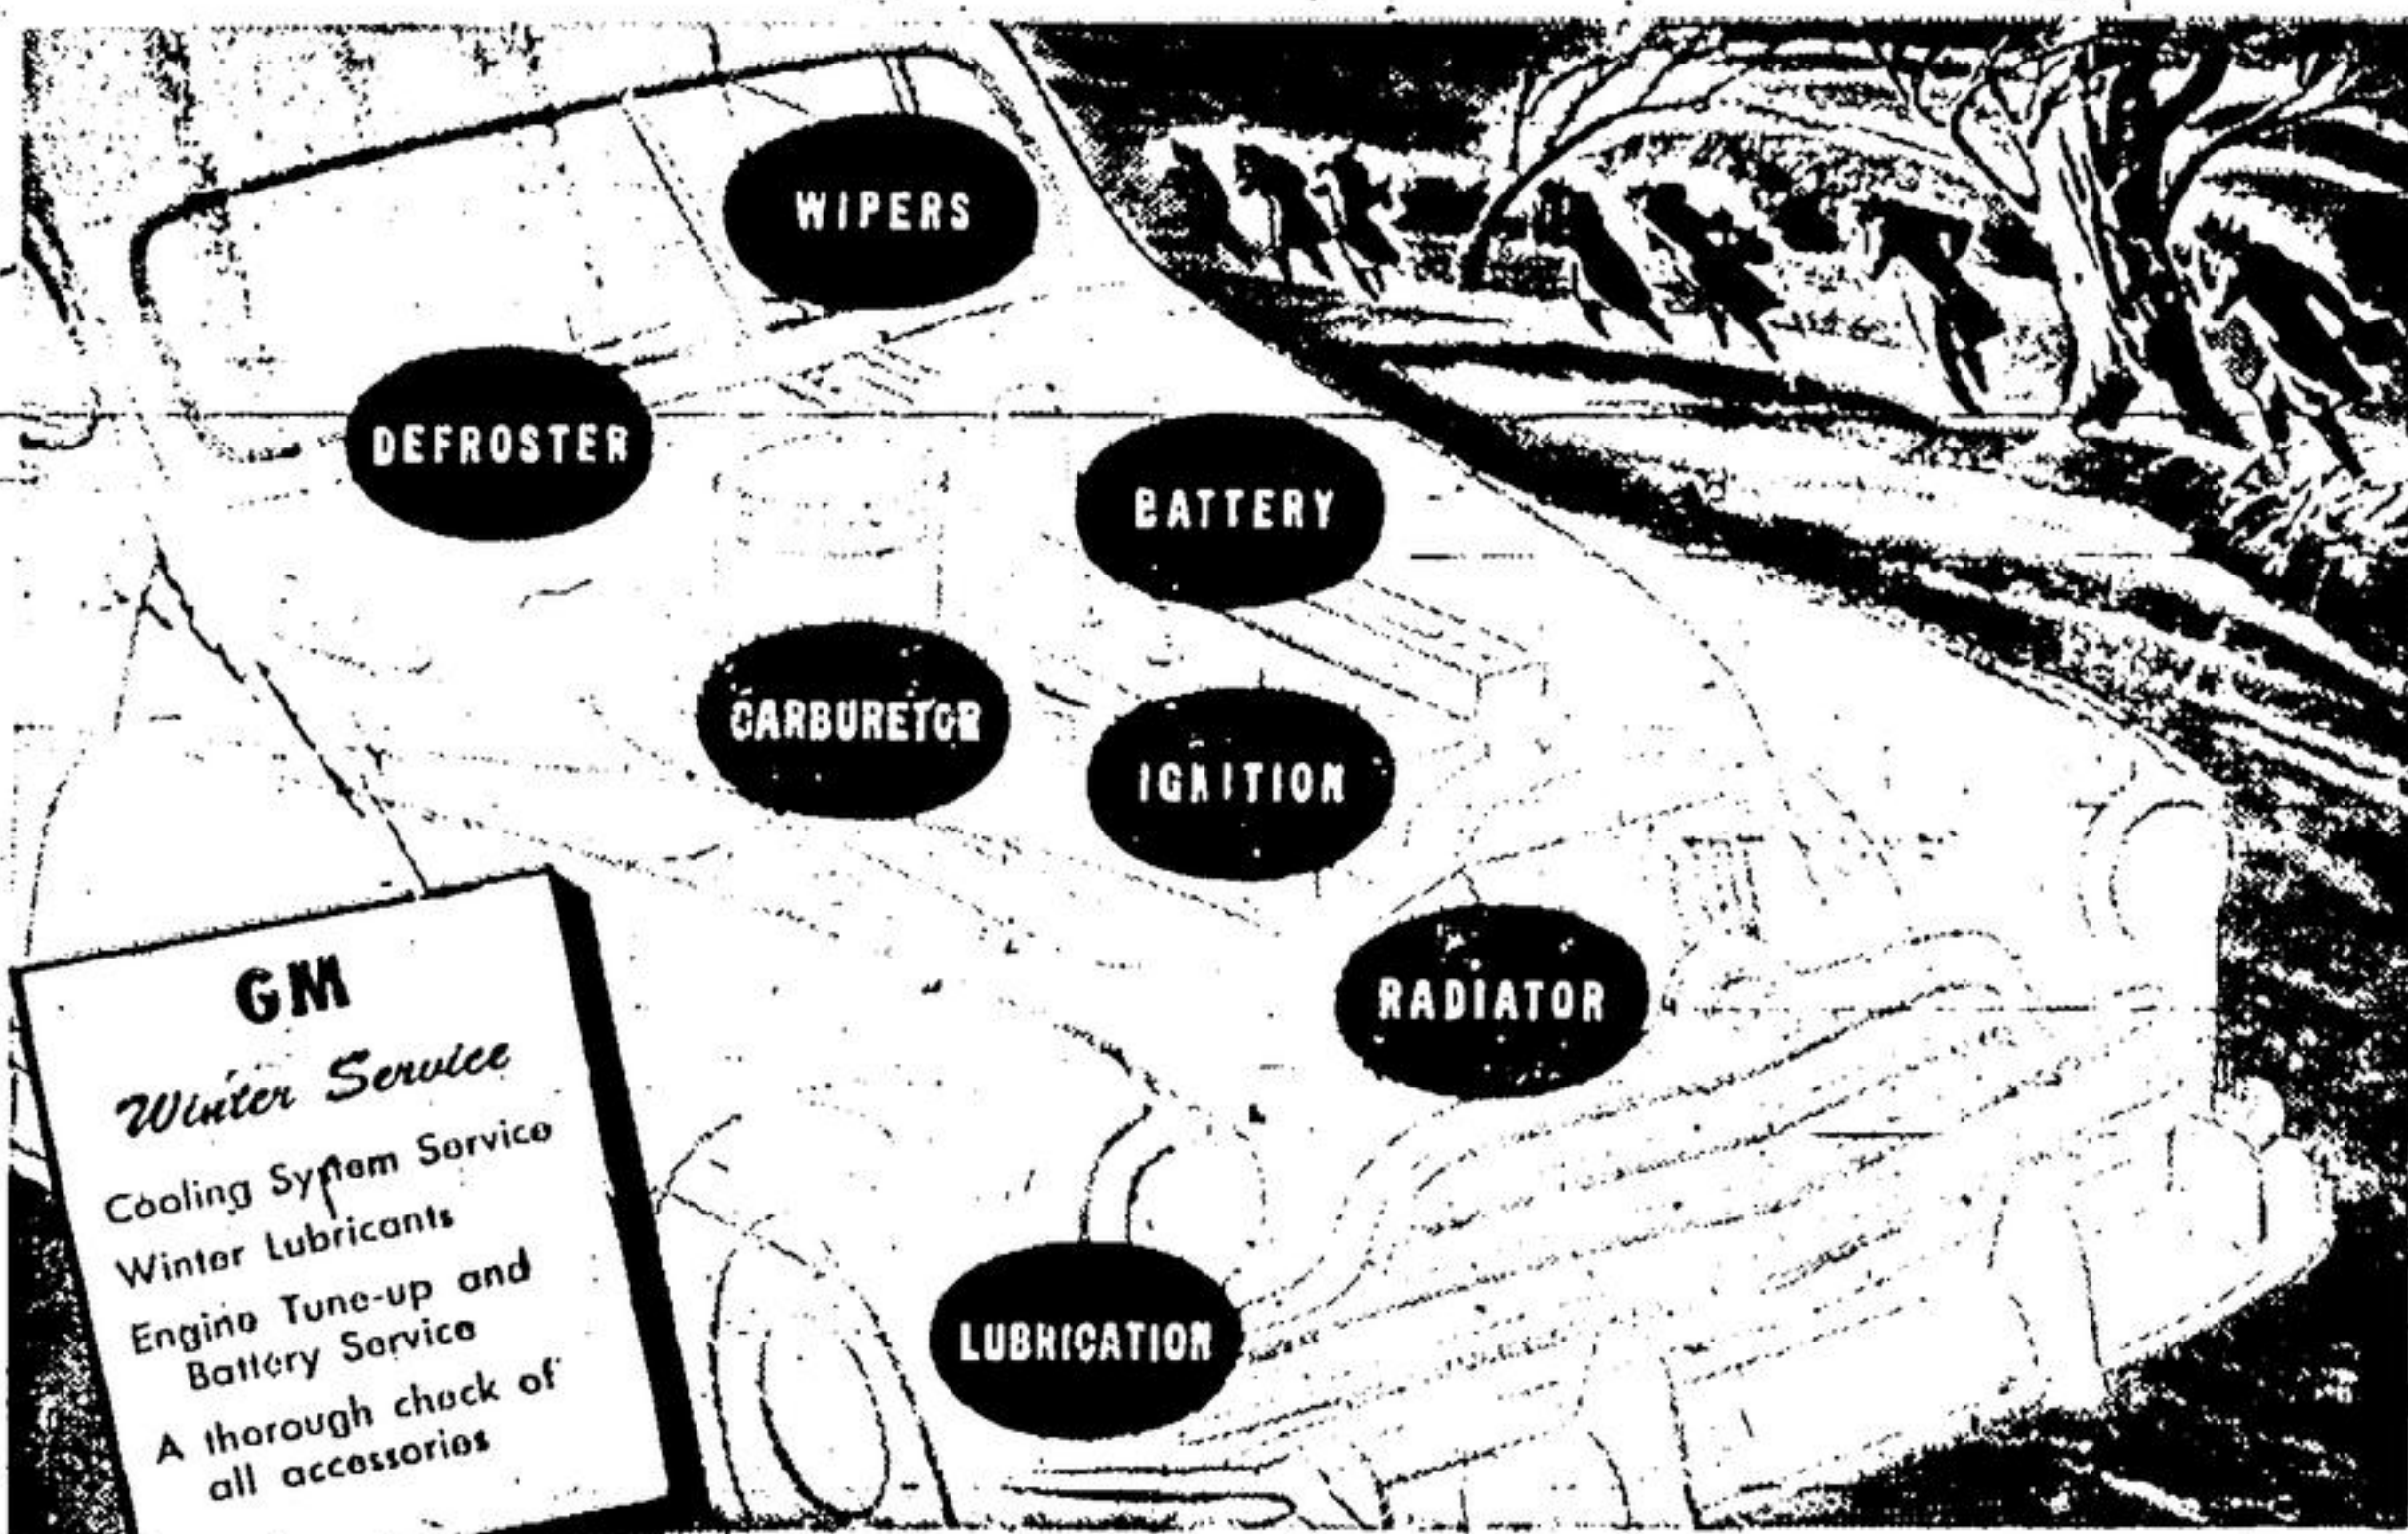 WIPERS
DEFROSTER
BATTERY
CARBURETOR
IGNITION
RADIATOR
LUBRICATION
GM
Winter Service
Cooling System Service
Winter Lubricants
Engine Tune-up and
Battery Service
A thorough check of
all accessories